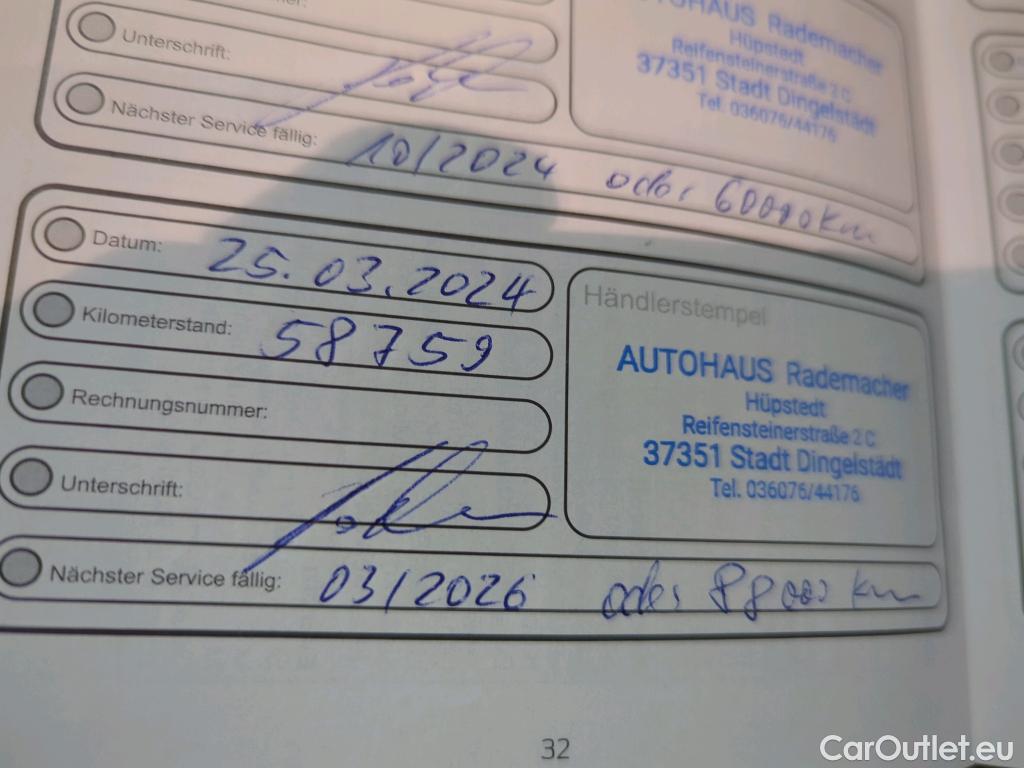 AUTOHAUS Rademacher
Hüpstedt
Reifensteinerstraße 2 C
37351 Stadt Dingelstädt
Tel. 036076/44176
Unterschrift:
Nächster Service fällig: 10/2024 oder 60000 km
Datum: 25.03.2024
Kilometerstand: 58759
Rechnungsnummer:
Unterschrift:
Händlerstempel
AUTOHAUS Rademacher
Hüpstedt
Reifensteinerstraße 2 C
37351 Stadt Dingelstädt
Tel. 036076/44176
Nächster Service fällig: 03/2026 oder 88000 km
32
CarOutlet.eu